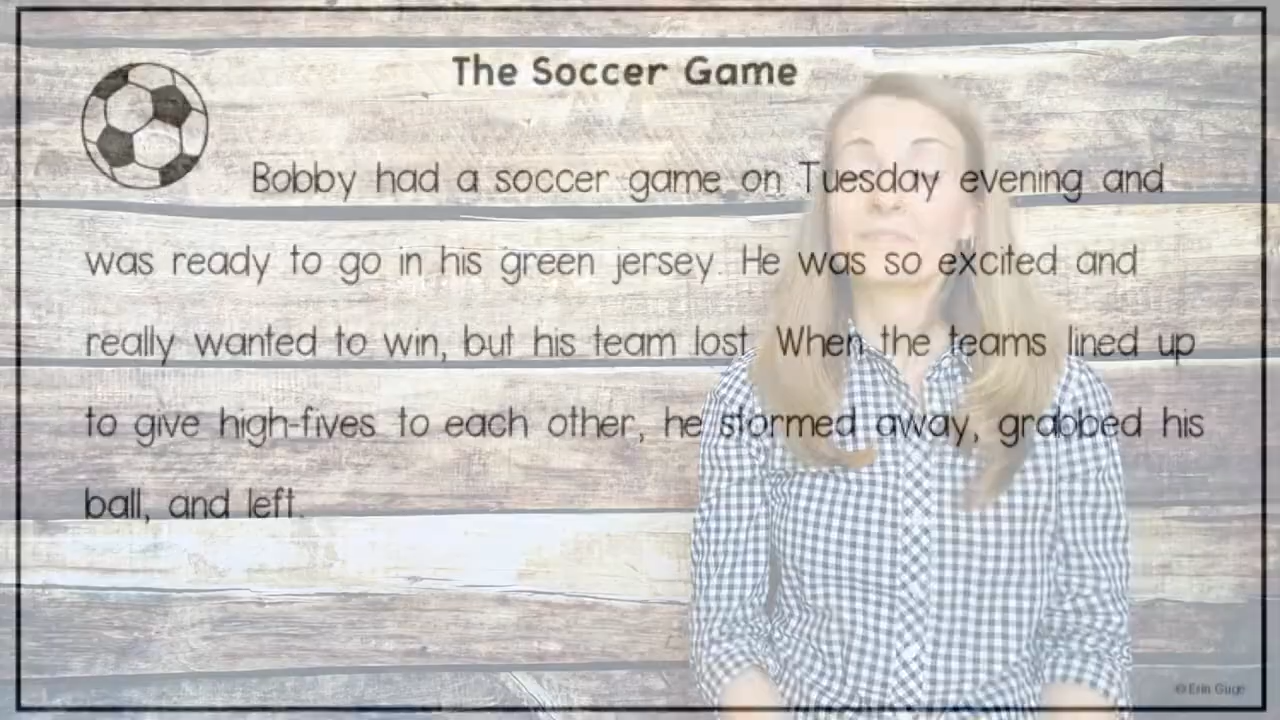 The Soccer Game
Bobby had a soccer game on Tuesday evening and
was ready to go in his green jersey. He was so excited and
really wanted to win, but his team lost. When the teams lined up
to give high-fives to each other, he stormed away, grabbed his
ball, and left.
© Erin Guge